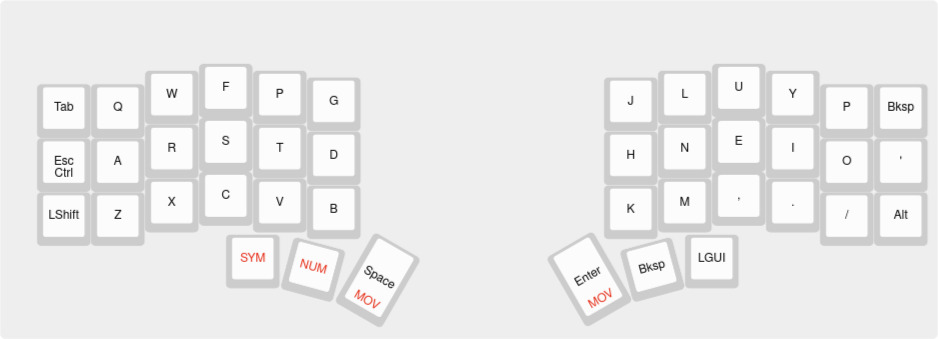 Tab Q W F P G J L U Y P Bksp
Esc
Ctrl A R S T D H N E I O '
LShift Z X C V B K M , . / Alt
SYM NUM Space Enter Bksp LGUI
MOV MOV